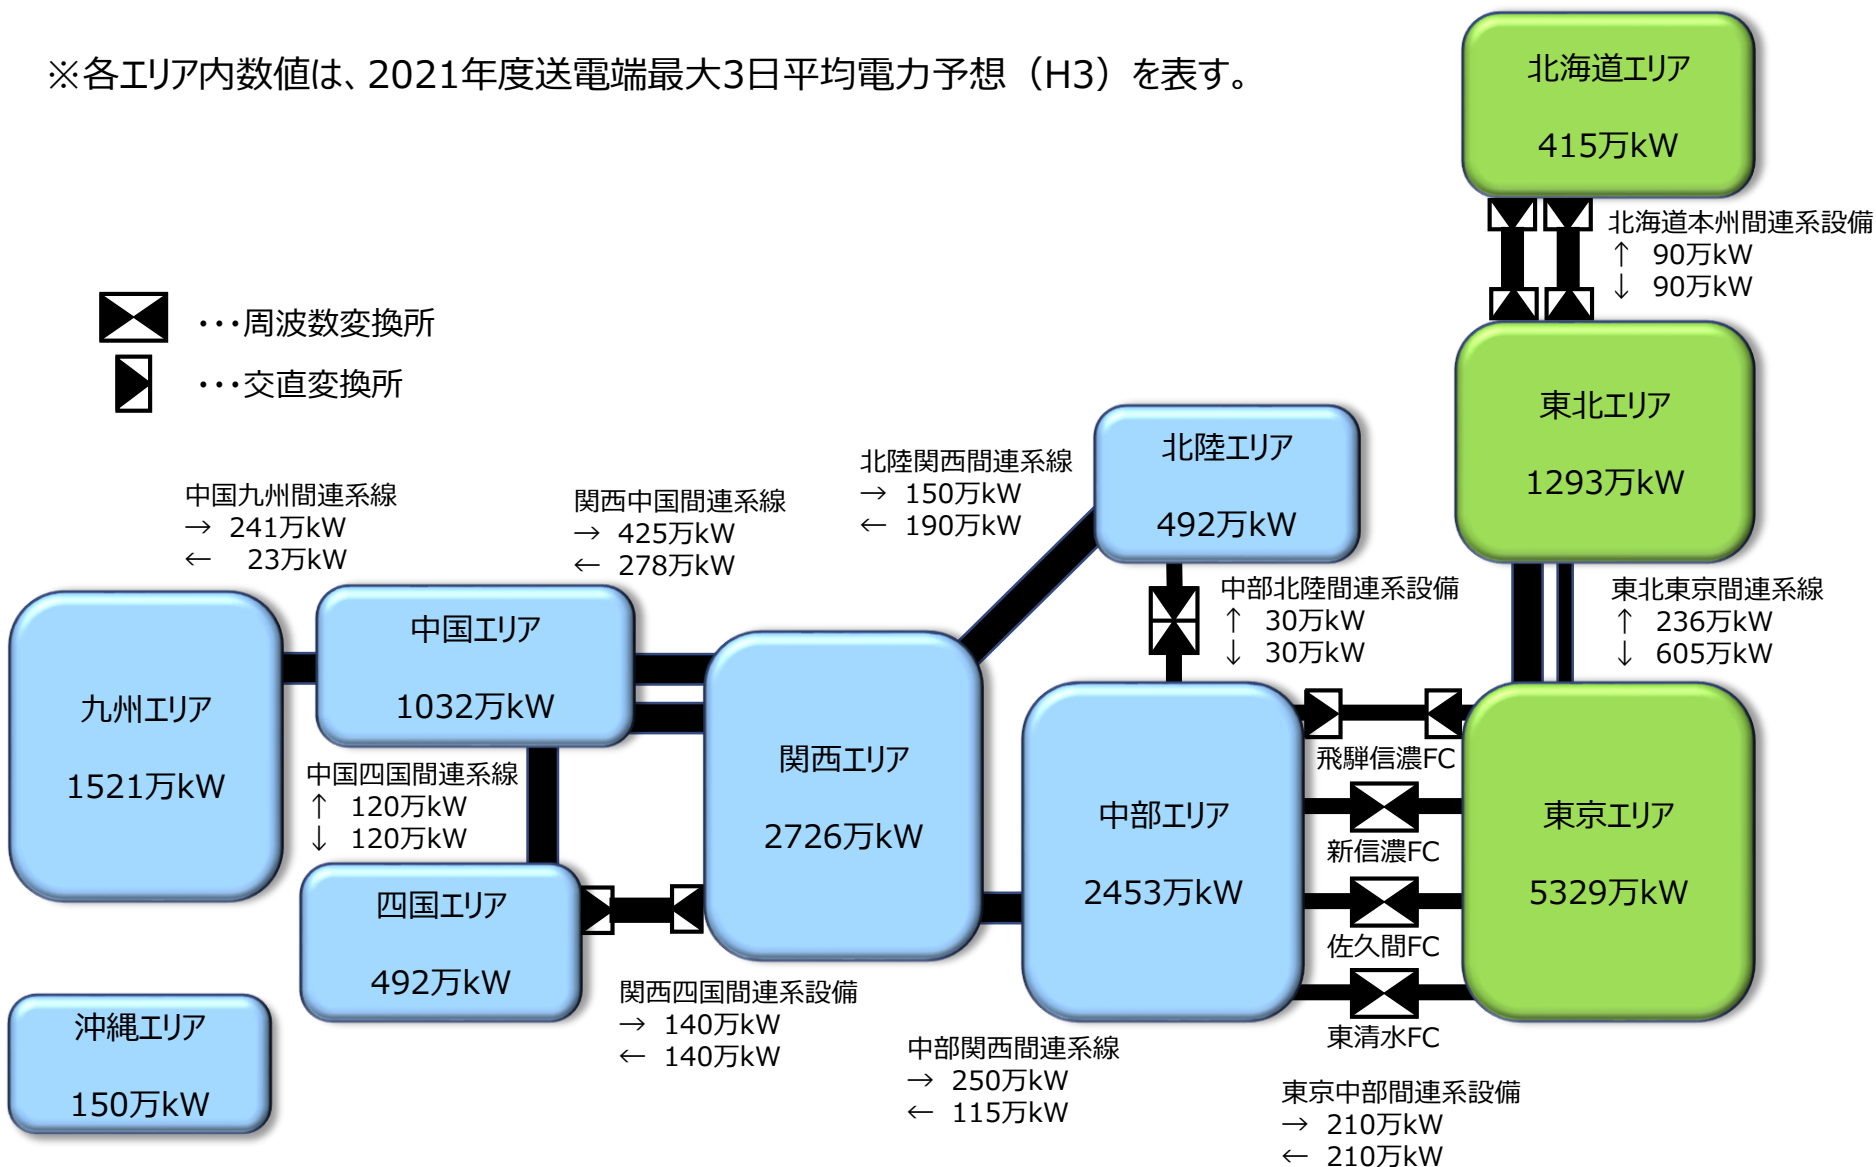 ※各エリア内数値は、2021年度送電端最大3日平均電力予想（H3）を表す。
北海道エリア
415万kW
北海道本州間連系設備
↑ 90万kW
↓ 90万kW
…周波数変換所
…交直変換所
東北エリア
1293万kW
北陸エリア
492万kW
北陸関西間連系線
→ 150万kW
← 190万kW
中国九州間連系線
→ 241万kW
← 23万kW
関西中国間連系線
→ 425万kW
← 278万kW
中部北陸間連系設備
↑ 30万kW
↓ 30万kW
東北東京間連系線
↑ 236万kW
↓ 605万kW
九州エリア
1521万kW
中国エリア
1032万kW
中国四国間連系線
↑ 120万kW
↓ 120万kW
関西エリア
2726万kW
中部エリア
2453万kW
飛騨信濃FC
新信濃FC
佐久間FC
東清水FC
東京エリア
5329万kW
四国エリア
492万kW
沖縄エリア
150万kW
関西四国間連系設備
→ 140万kW
← 140万kW
中部関西間連系線
→ 250万kW
← 115万kW
東京中部間連系設備
→ 210万kW
← 210万kW